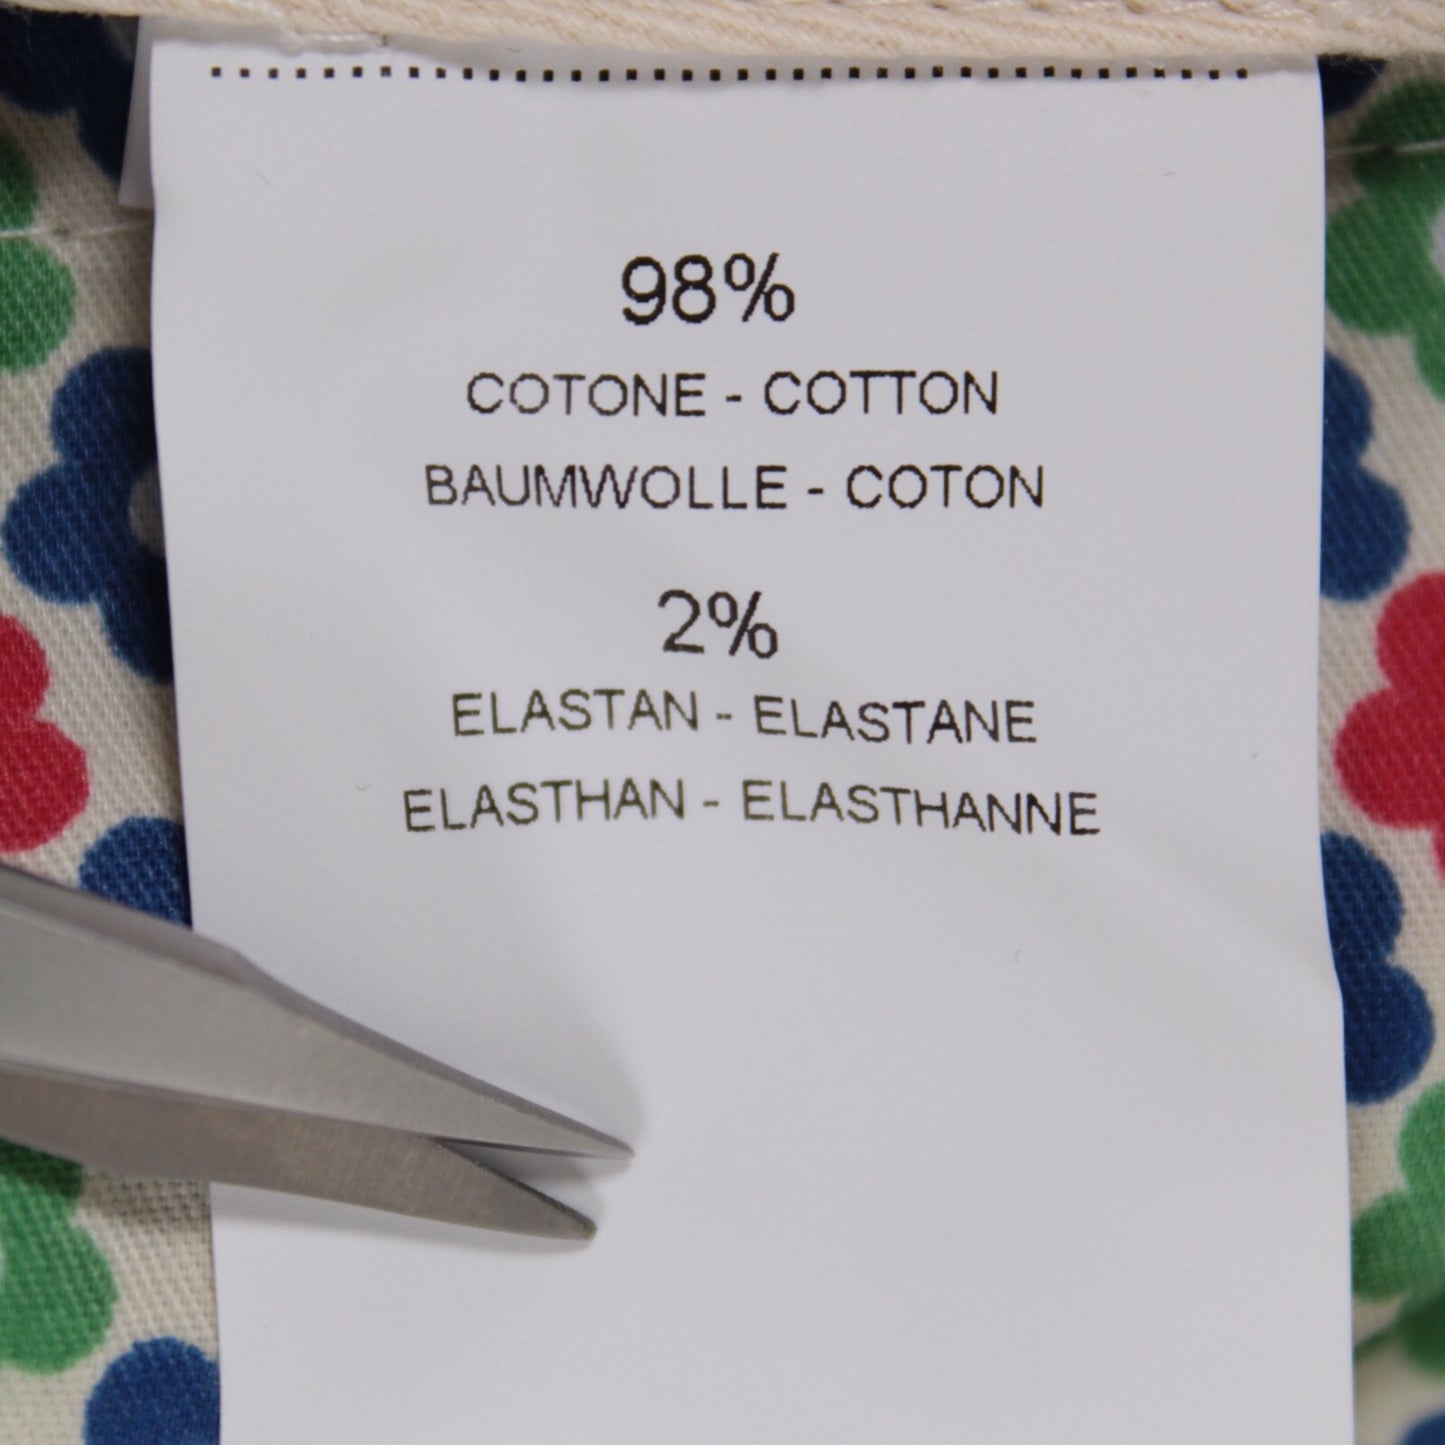 98%
COTONE - COTTON
BAUMWOLLE - COTON
2%
ELASTAN - ELASTANE
ELASTHAN - ELASTHANNE